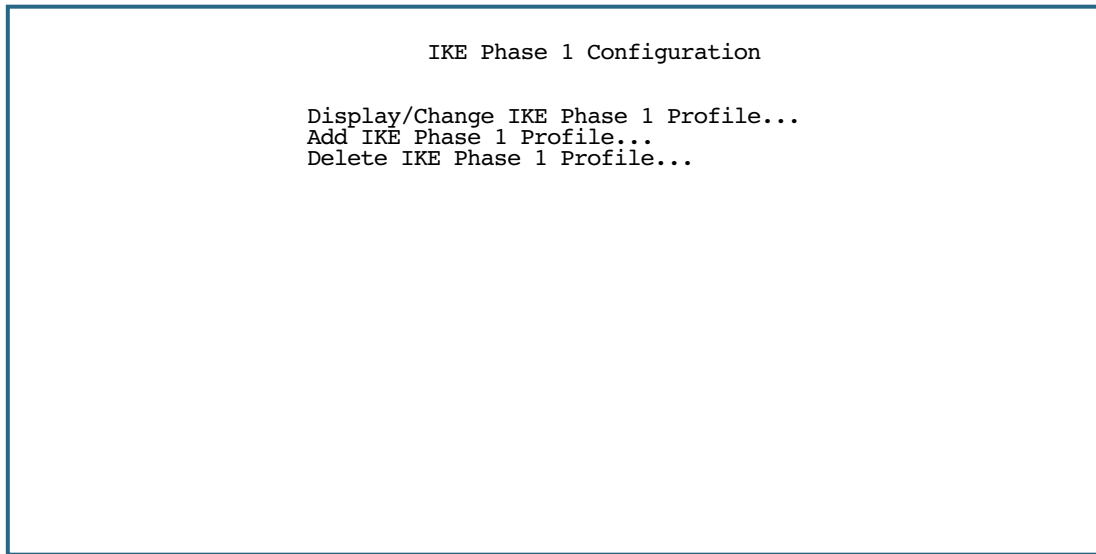 IKE Phase 1 Configuration
Display/Change IKE Phase 1 Profile...
Add IKE Phase 1 Profile...
Delete IKE Phase 1 Profile...